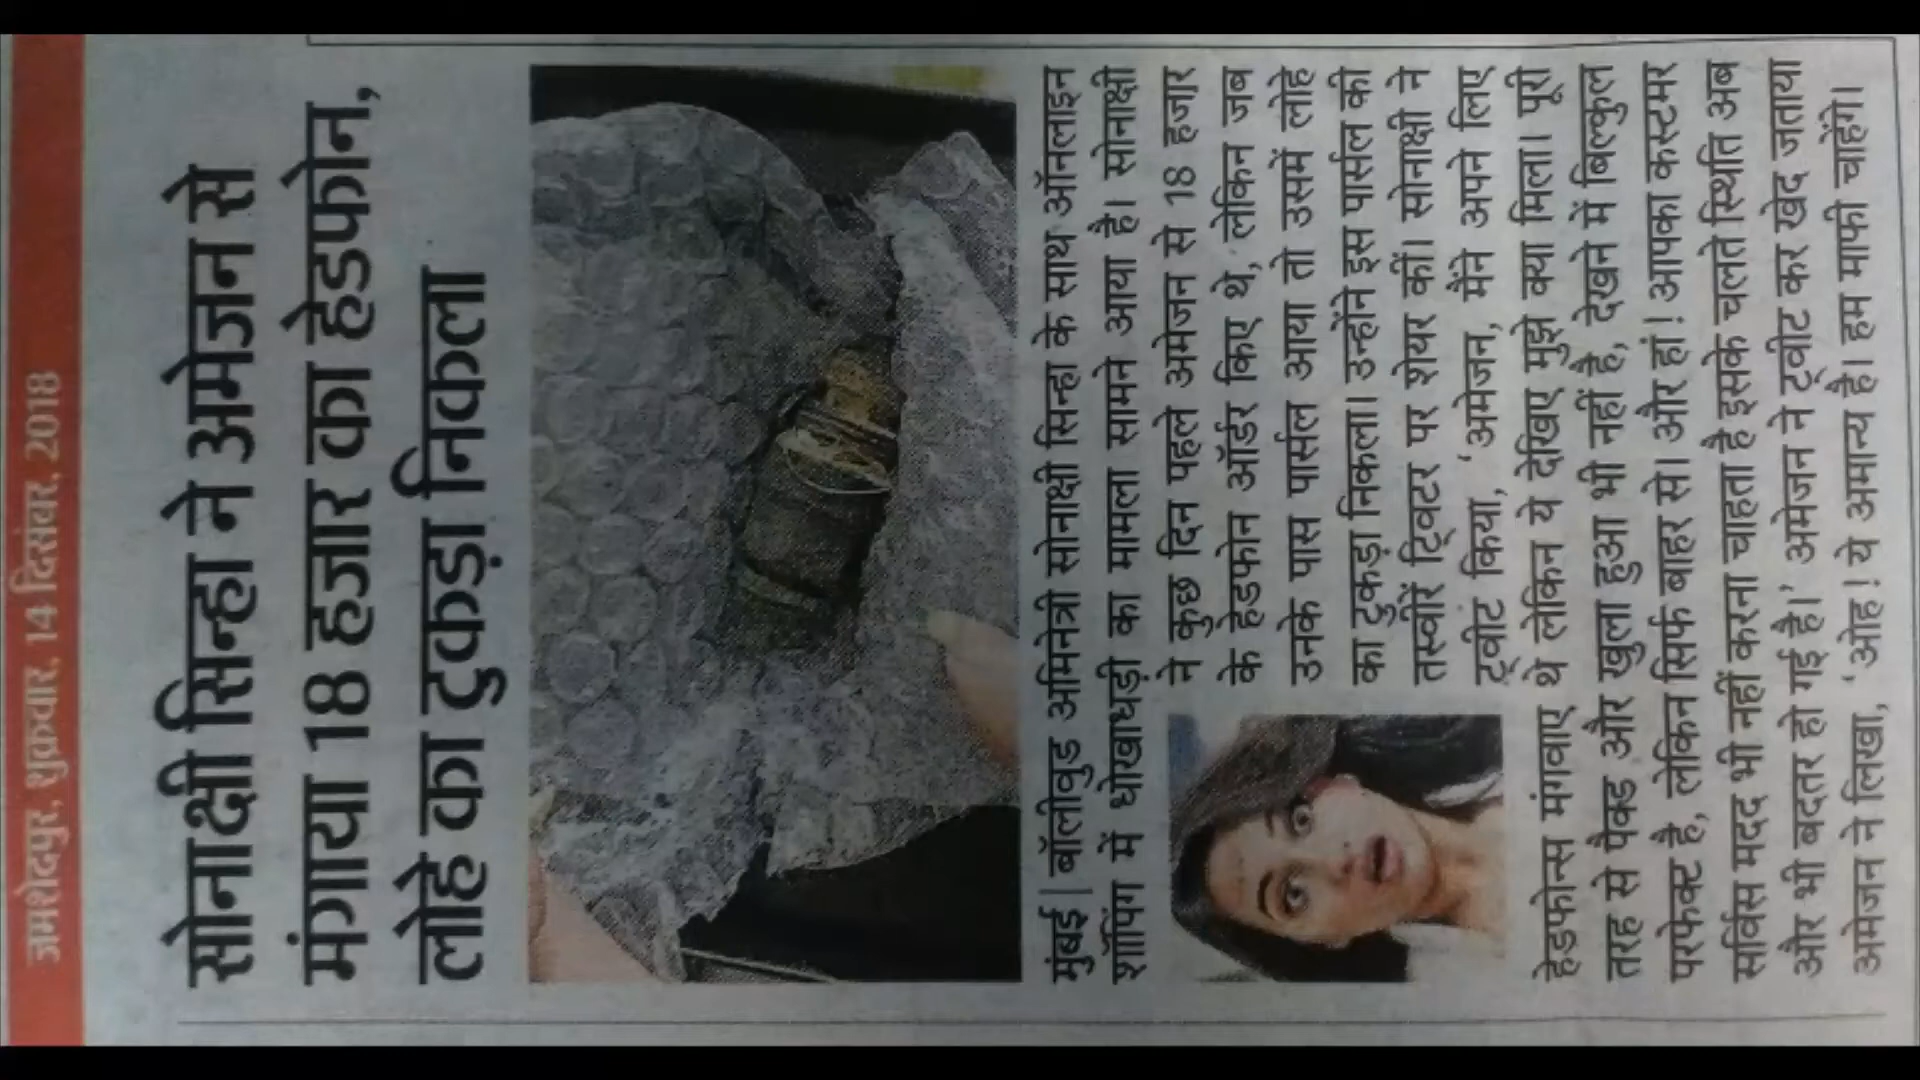 जमशेदपुर, शुक्रवार, 14 दिसंबर, 2018
सोनाक्षी सिन्हा ने अमेजन से
मंगाया 18 हजार का हेडफोन,
लोहे का टुकड़ा निकला
मुंबई | बॉलीवुड अभिनेत्री सोनाक्षी सिन्हा के साथ ऑनलाइन
शॉपिंग में धोखाधड़ी का मामला सामने आया है। सोनाक्षी
ने कुछ दिन पहले अमेजन से 18 हजार
के हेडफोन ऑर्डर किए थे, लेकिन जब
उनके पास पार्सल आया तो उसमें लोहे
का टुकड़ा निकला। उन्होंने इस पार्सल की
तस्वीरें ट्विटर पर शेयर कीं। सोनाक्षी ने
ट्वीट किया, ‘अमेजन, मैंने अपने लिए
हेडफोन्स मंगवाए थे लेकिन ये देखिए मुझे क्या मिला। पूरी
तरह से पैक्ड और खुला हुआ भी नहीं है, देखने में बिल्कुल
परफेक्ट है, लेकिन सिर्फ बाहर से। और हां! आपका कस्टमर
सर्विस मदद भी नहीं करना चाहता है इसके चलते स्थिति अब
और भी बदतर हो गई है।’ अमेजन ने ट्वीट कर खेद जताया
अमेजन ने लिखा, ‘ओह! ये अमान्य है। हम माफी चाहेंगे।